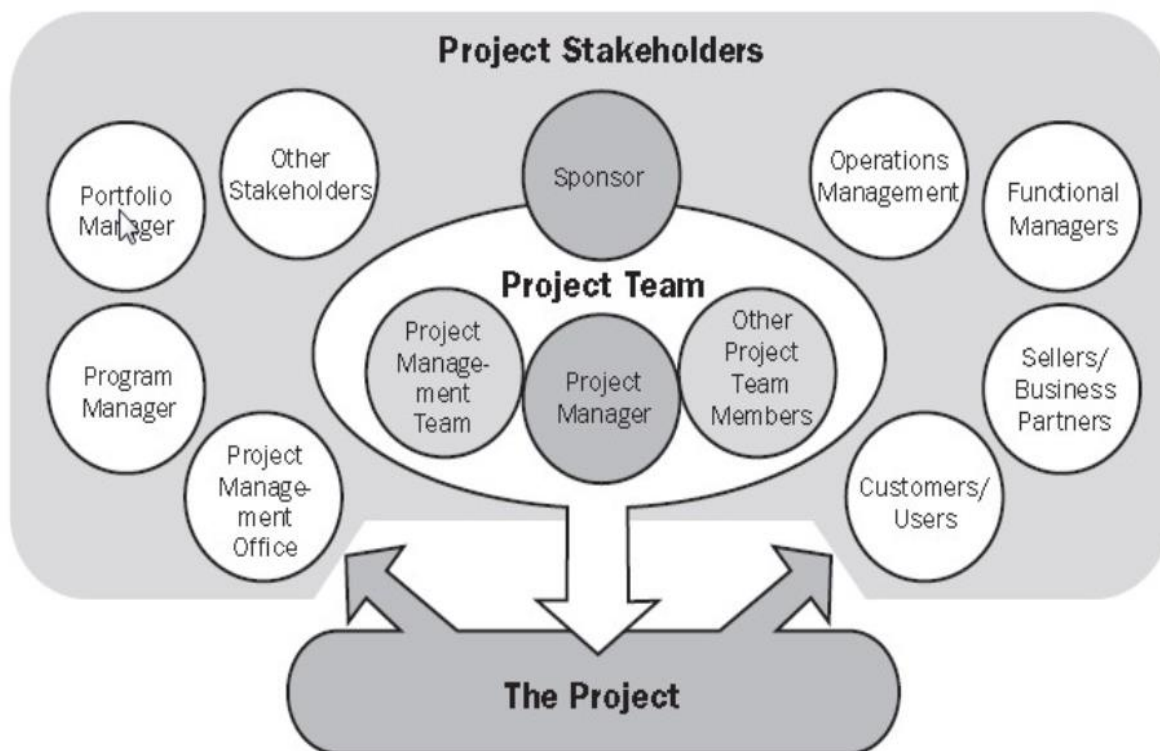 Project Stakeholders
Portfolio
Manager
Other
Stakeholders
Sponsor
Operations
Management
Functional
Managers
Project Team
Project
Manage-
ment
Team
Project
Manager
Other
Project
Team
Members
Program
Manager
Sellers/
Business
Partners
Project
Manage-
ment
Office
Customers/
Users
The Project